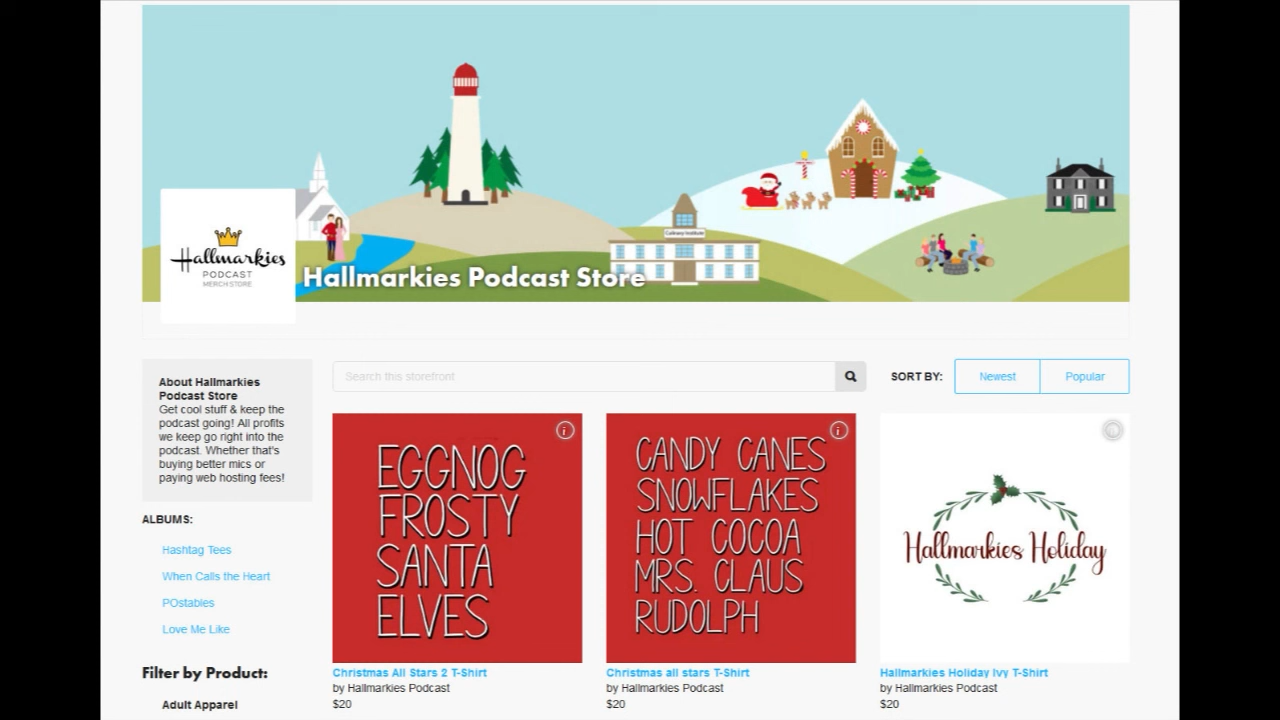 Culinary Institute
Hallmarkies
PODCAST
MERCH STORE
Hallmarkies Podcast Store
About Hallmarkies
Podcast Store
Get cool stuff & keep the
podcast going! All profits
we keep go right into the
podcast. Whether that's
buying better mics or
paying web hosting fees!
ALBUMS:
Hashtag Tees
When Calls the Heart
POstables
Love Me Like
Filter by Product:
Adult Apparel
Search this storefront
SORT BY:
Newest
Popular
EGGNOG
FROSTY
SANTA
ELVES
Christmas All Stars 2 T-Shirt
by Hallmarkies Podcast
$20
CANDY CANES
SNOWFLAKES
HOT COCOA
MRS. CLAUS
RUDOLPH
Christmas all stars T-Shirt
by Hallmarkies Podcast
$20
Hallmarkies Holiday
Hallmarkies Holiday Ivy T-Shirt
by Hallmarkies Podcast
$20